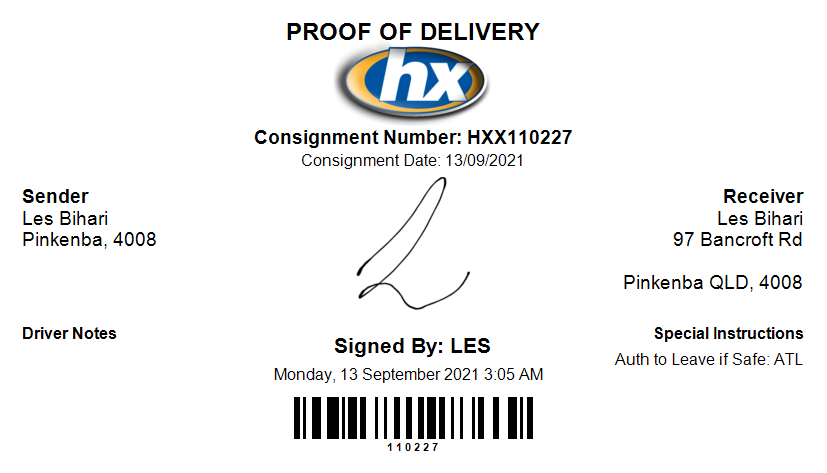 PROOF OF DELIVERY
hx
Consignment Number: HXX110227
Consignment Date: 13/09/2021
Sender
Les Bihari
Pinkenba, 4008
Receiver
Les Bihari
97 Bancroft Rd
Pinkenba QLD, 4008
Driver Notes
Signed By: LES
Monday, 13 September 2021 3:05 AM
Special Instructions
Auth to Leave if Safe: ATL
110227